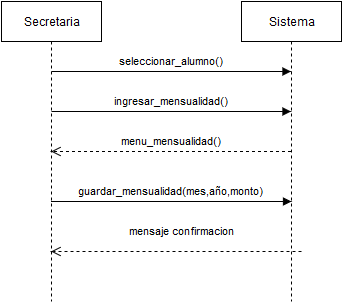 Secretaria
Sistema
seleccionar_alumno()
ingresar_mensualidad()
menu_mensualidad()
guardar_mensualidad(mes,año,monto)
mensaje confirmacion